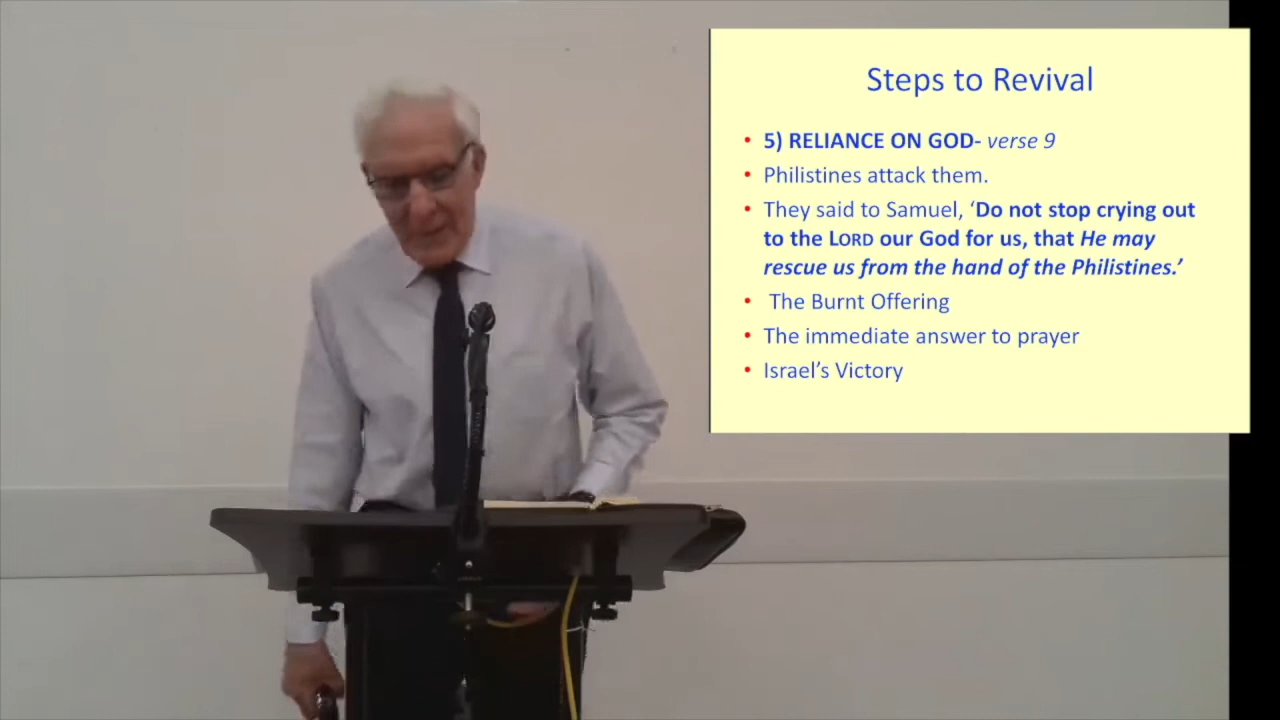 Steps to Revival
• 5) RELIANCE ON GOD- verse 9
• Philistines attack them.
• They said to Samuel, ‘Do not stop crying out
to the LORD our God for us, that He may
rescue us from the hand of the Philistines.’
• The Burnt Offering
• The immediate answer to prayer
• Israel’s Victory